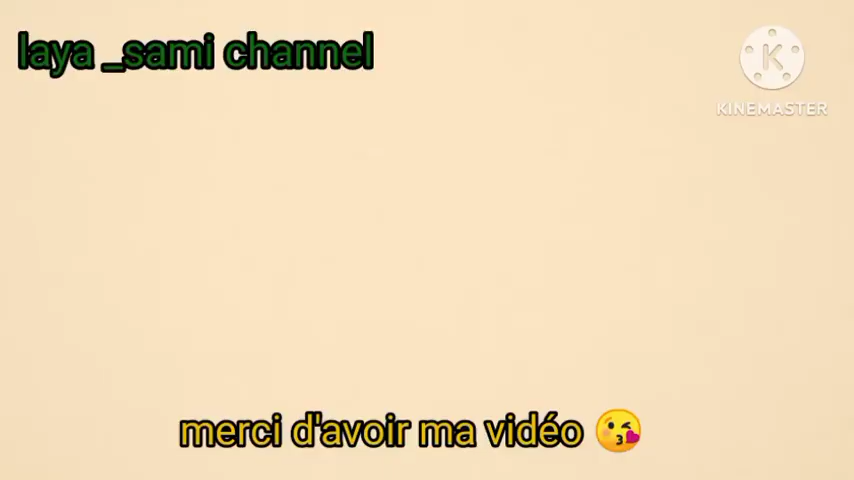 laya _sami channel
K
KINEMASTER
merci d'avoir ma vidéo 😘